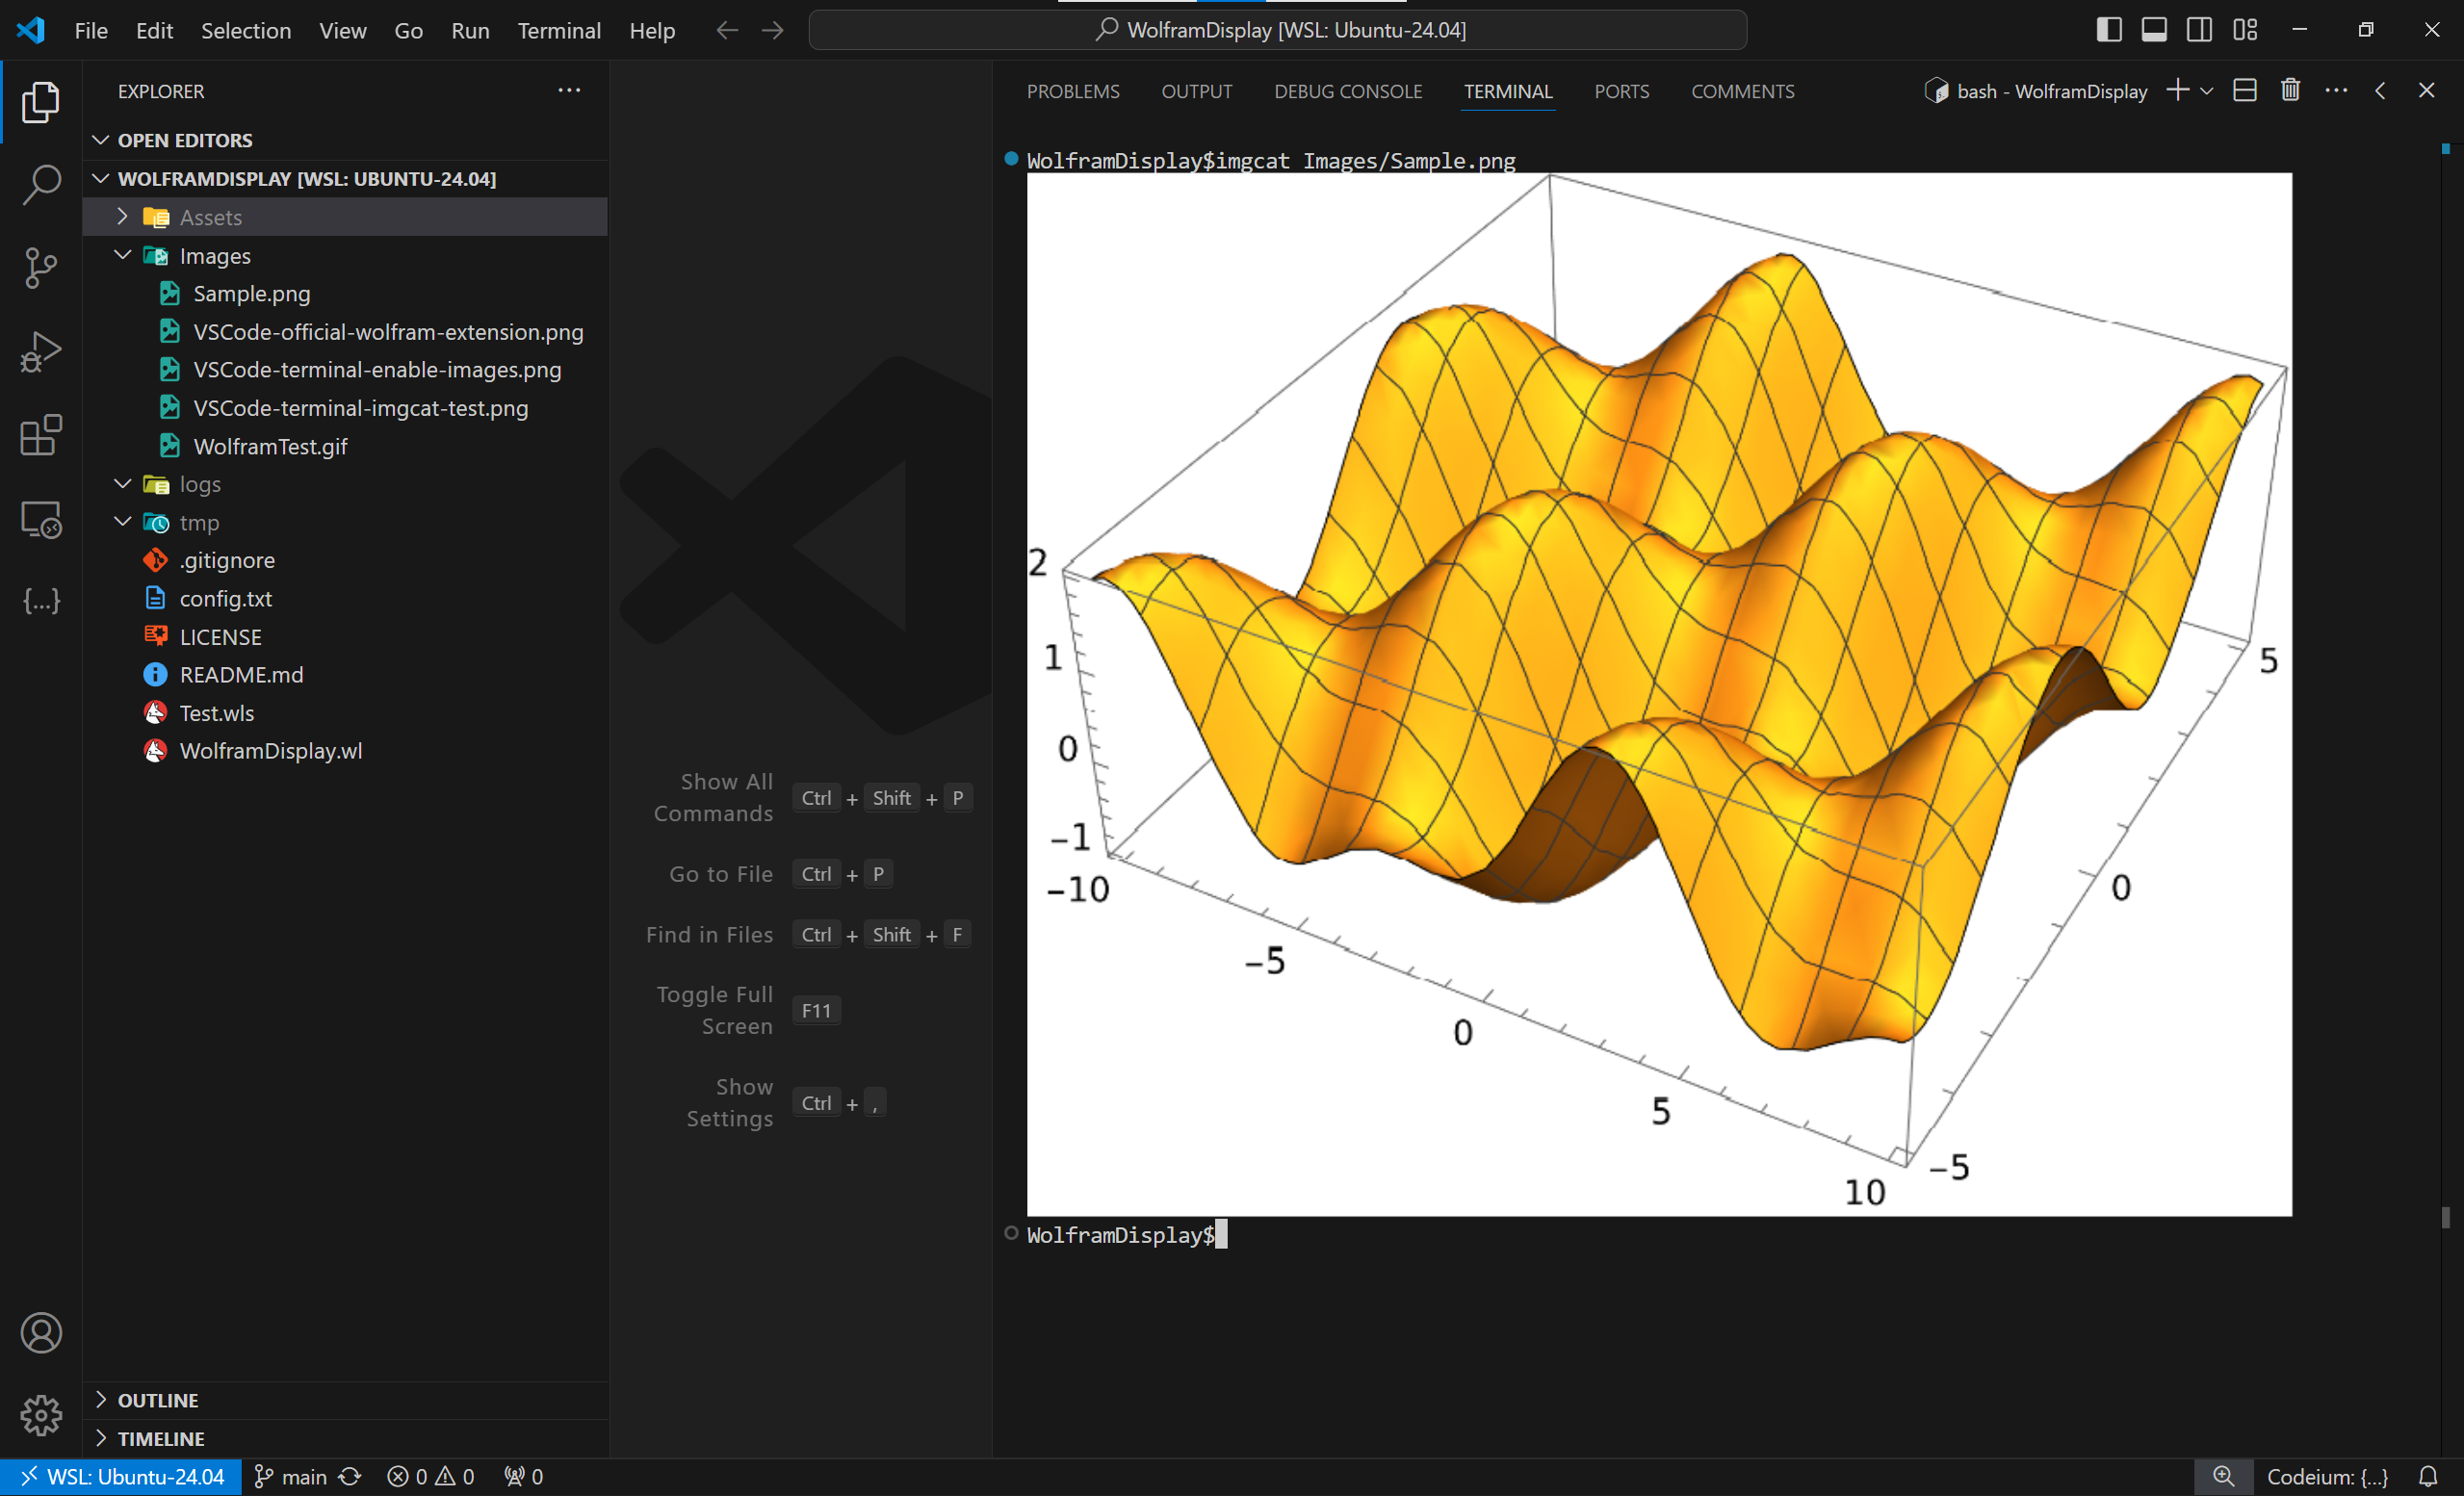 File Edit Selection View Go Run Terminal Help
WolframDisplay [WSL: Ubuntu-24.04]
EXPLORER
OPEN EDITORS
WOLFRAMDISPLAY [WSL: UBUNTU-24.04]
Assets
Images
Sample.png
VSCode-official-wolfram-extension.png
VSCode-terminal-enable-images.png
VSCode-terminal-imgcat-test.png
WolframTest.gif
logs
tmp
.gitignore
config.txt
LICENSE
README.md
Test.wls
WolframDisplay.wl
{...}
OUTLINE
TIMELINE
Show All
Commands
Ctrl + Shift + P
Go to File Ctrl + P
Find in Files Ctrl + Shift + F
Toggle Full
Screen
F11
Show
Settings
Ctrl + ,
PROBLEMS OUTPUT DEBUG CONSOLE TERMINAL PORTS COMMENTS
bash - WolframDisplay
WolframDisplay$imgcat Images/Sample.png
2
1
0
−1
−10
−5
0
5
10
−5
0
5
WolframDisplay$
WSL: Ubuntu-24.04 main 0 0 0
Codeium: {...}